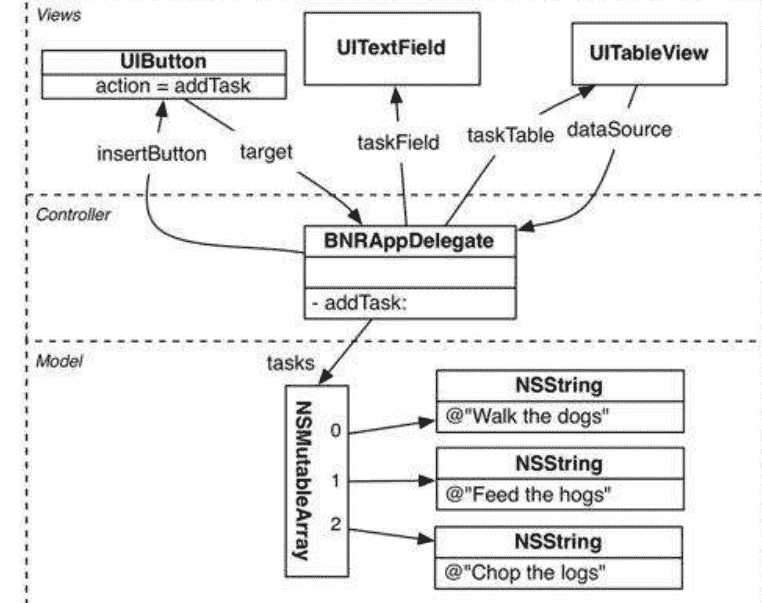 Views
UIButton
action = addTask
UITextField
UITableView
insertButton
target
taskField
taskTable
dataSource
Controller
BNRAppDelegate
- addTask:
Model
tasks
NSMutableArray
0
1
2
NSString
@"Walk the dogs"
NSString
@"Feed the hogs"
NSString
@"Chop the logs"